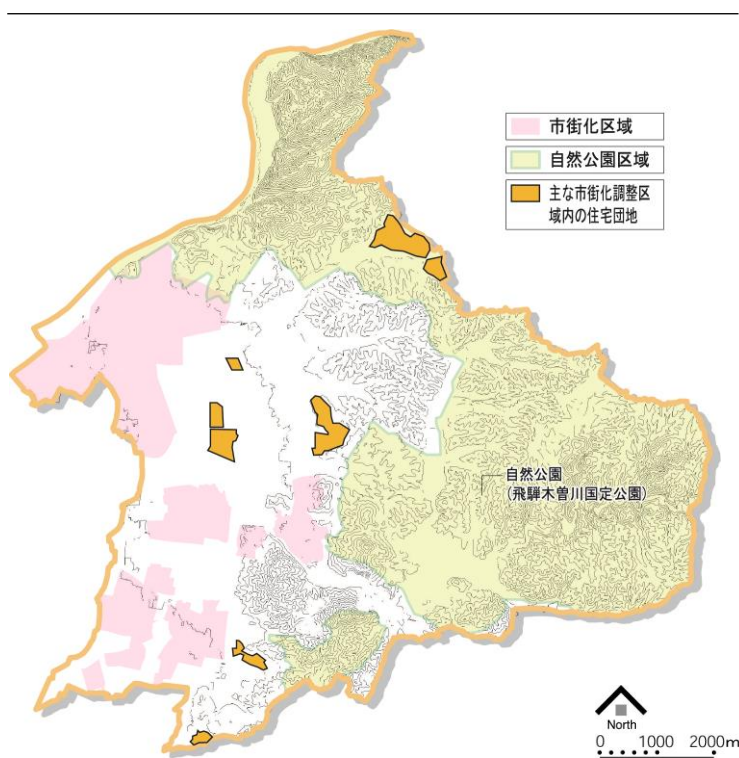 市街化区域
自然公園区域
主な市街化調整区
域内の住宅団地
自然公園
(飛騨木曽川国定公園)
North
0 1000 2000m